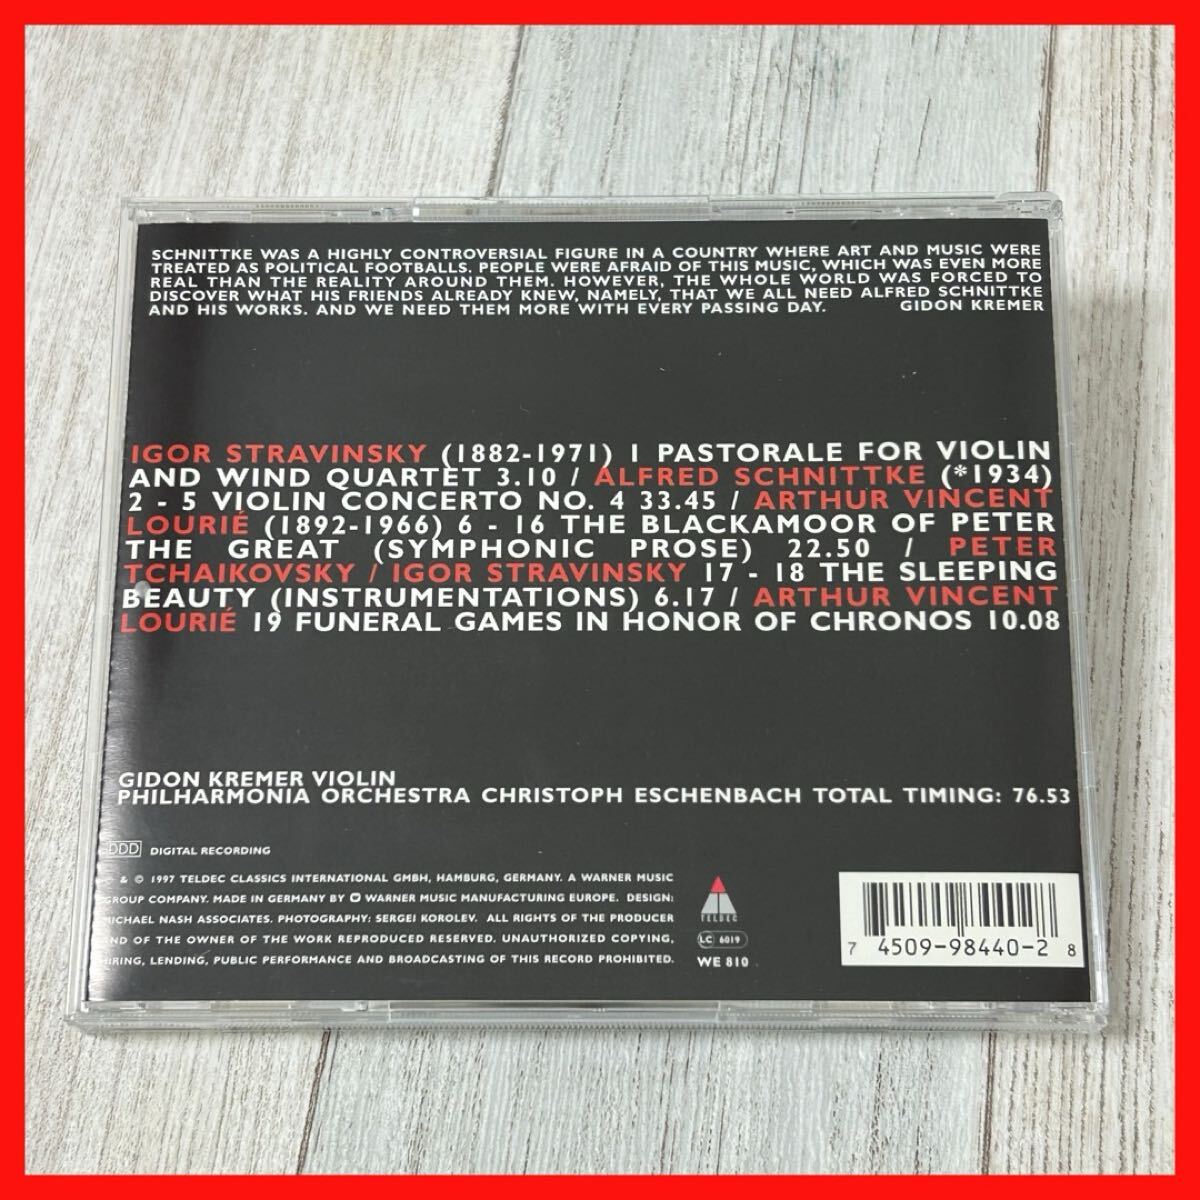 SCHNITTKE WAS A HIGHLY CONTROVERSIAL FIGURE IN A COUNTRY WHERE ART AND MUSIC WERE
TREATED AS POLITICAL FOOTBALLS. PEOPLE WERE AFRAID OF THIS MUSIC, WHICH WAS EVEN MORE
REAL THAN THE REALITY AROUND THEM. HOWEVER, THE WHOLE WORLD WAS FORCED TO
DISCOVER WHAT HIS FRIENDS ALREADY KNEW, NAMELY, THAT WE ALL NEED ALFRED SCHNITTKE
AND HIS WORKS. AND WE NEED THEM MORE WITH EVERY PASSING DAY. GIDON KREMER
IGOR STRAVINSKY (1882-1971) 1 PASTORALE FOR VIOLIN
AND WIND QUARTET 3.10 / ALFRED SCHNITTKE (*1934)
2 - 5 VIOLIN CONCERTO NO. 4 33.45 / ARTHUR VINCENT
LOURIÉ (1892-1966) 6 - 16 THE BLACKAMOOR OF PETER
THE GREAT (SYMPHONIC PROSE) 22.50 / PETER
TCHAIKOVSKY / IGOR STRAVINSKY 17 - 18 THE SLEEPING
BEAUTY (INSTRUMENTATIONS) 6.17 / ARTHUR VINCENT
LOURIÉ 19 FUNERAL GAMES IN HONOR OF CHRONOS 10.08
GIDON KREMER VIOLIN
PHILHARMONIA ORCHESTRA CHRISTOPH ESCHENBACH TOTAL TIMING: 76.53
DDD DIGITAL RECORDING
& © 1997 TELDEC CLASSICS INTERNATIONAL GMBH, HAMBURG, GERMANY. A WARNER MUSIC
GROUP COMPANY. MADE IN GERMANY BY WARNER MUSIC MANUFACTURING EUROPE. DESIGN:
MICHAEL NASH ASSOCIATES. PHOTOGRAPHY: SERGEI KOROLEV. ALL RIGHTS OF THE PRODUCER
AND OF THE OWNER OF THE WORK REPRODUCED RESERVED. UNAUTHORIZED COPYING,
HIRING, LENDING, PUBLIC PERFORMANCE AND BROADCASTING OF THIS RECORD PROHIBITED.
TELDEC
LC 6019
WE 810
7 45099-98440-2 8